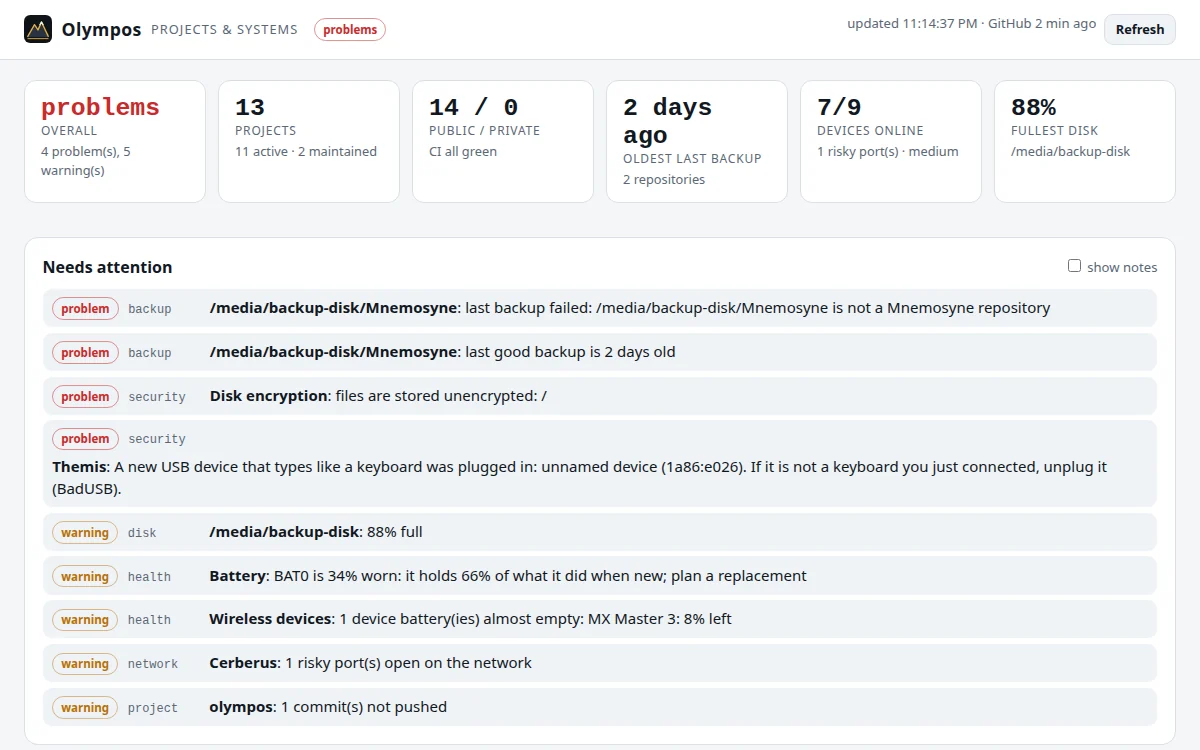 Olympos PROJECTS & SYSTEMS problems
updated 11:14:37 PM · GitHub 2 min ago Refresh
problems
OVERALL
4 problem(s), 5
warning(s)
13
PROJECTS
11 active · 2 maintained
14 / 0
PUBLIC / PRIVATE
CI all green
2 days
ago
OLDEST LAST BACKUP
2 repositories
7/9
DEVICES ONLINE
1 risky port(s) · medium
88%
FULLEST DISK
/media/backup-disk
Needs attention
show notes
problem backup /media/backup-disk/Mnemosyne: last backup failed: /media/backup-disk/Mnemosyne is not a Mnemosyne repository
problem backup /media/backup-disk/Mnemosyne: last good backup is 2 days old
problem security Disk encryption: files are stored unencrypted: /
problem security
Themis: A new USB device that types like a keyboard was plugged in: unnamed device (1a86:e026). If it is not a keyboard you just connected, unplug it
(BadUSB).
warning disk /media/backup-disk: 88% full
warning health Battery: BAT0 is 34% worn: it holds 66% of what it did when new; plan a replacement
warning health Wireless devices: 1 device battery(ies) almost empty: MX Master 3: 8% left
warning network Cerberus: 1 risky port(s) open on the network
warning project olympos: 1 commit(s) not pushed